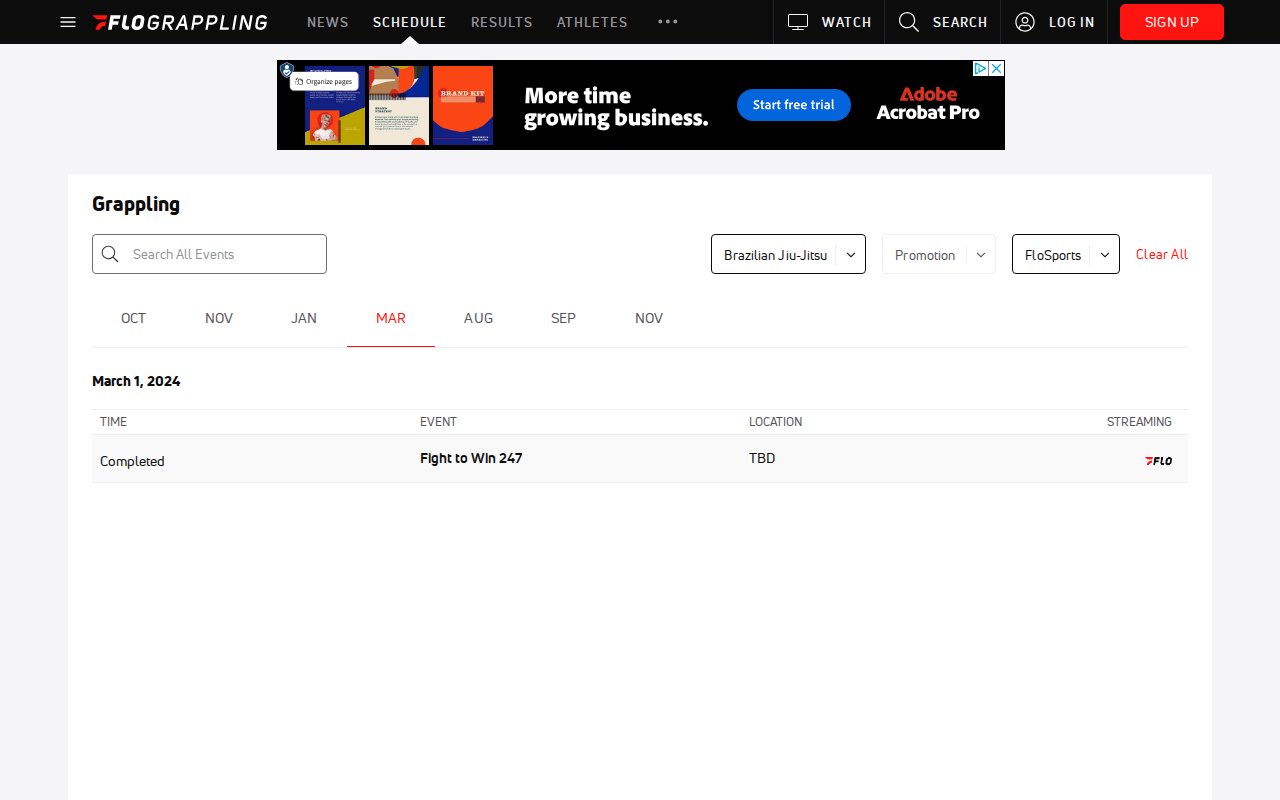 FLOGRAPPLING NEWS SCHEDULE RESULTS ATHLETES WATCH SEARCH LOG IN SIGN UP
Organize pages
BRAND KIT
More time
growing business.
Start free trial
Adobe
Acrobat Pro
Grappling
Search All Events
Brazilian Jiu-Jitsu
Promotion
FloSports
Clear All
OCT NOV JAN MAR AUG SEP NOV
March 1, 2024
TIME EVENT LOCATION STREAMING
Completed Fight to Win 247 TBD FLO